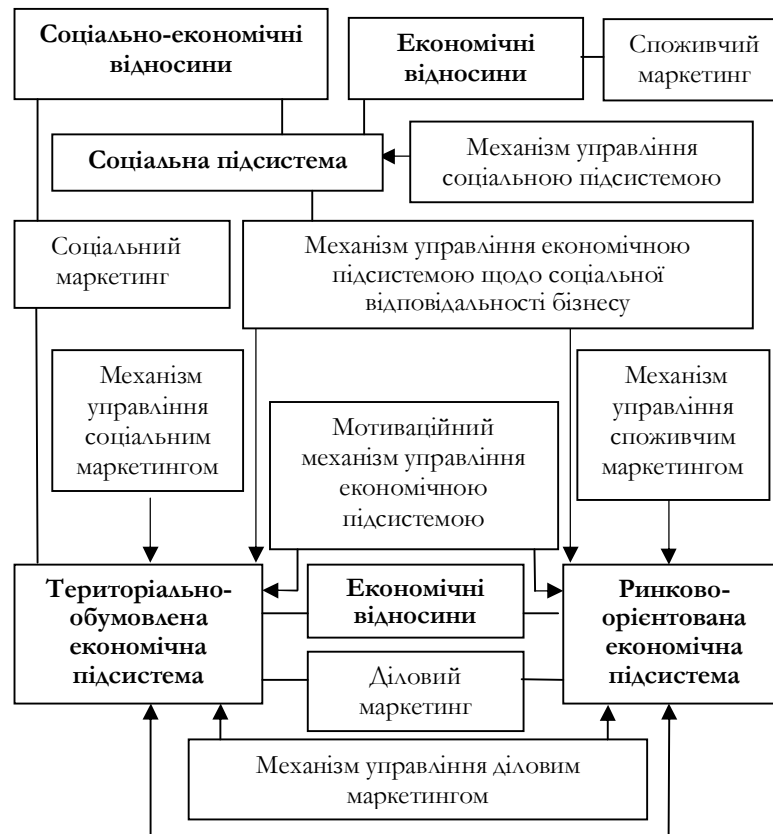 Соціально-економічні
відносини
Економічні
відносини
Споживчий
маркетинг
Соціальна підсистема
Механізм управління
соціальною підсистемою
Соціальний
маркетинг
Механізм управління економічною
підсистемою щодо соціальної
відповідальності бізнесу
Механізм
управління
соціальним
маркетингом
Мотиваційний
механізм управління
економічною
підсистемою
Механізм
управління
споживчим
маркетингом
Територіально-
обумовлена
економічна
підсистема
Економічні
відносини
Ринково-
орієнтована
економічна
підсистема
Діловий
маркетинг
Механізм управління діловим
маркетингом